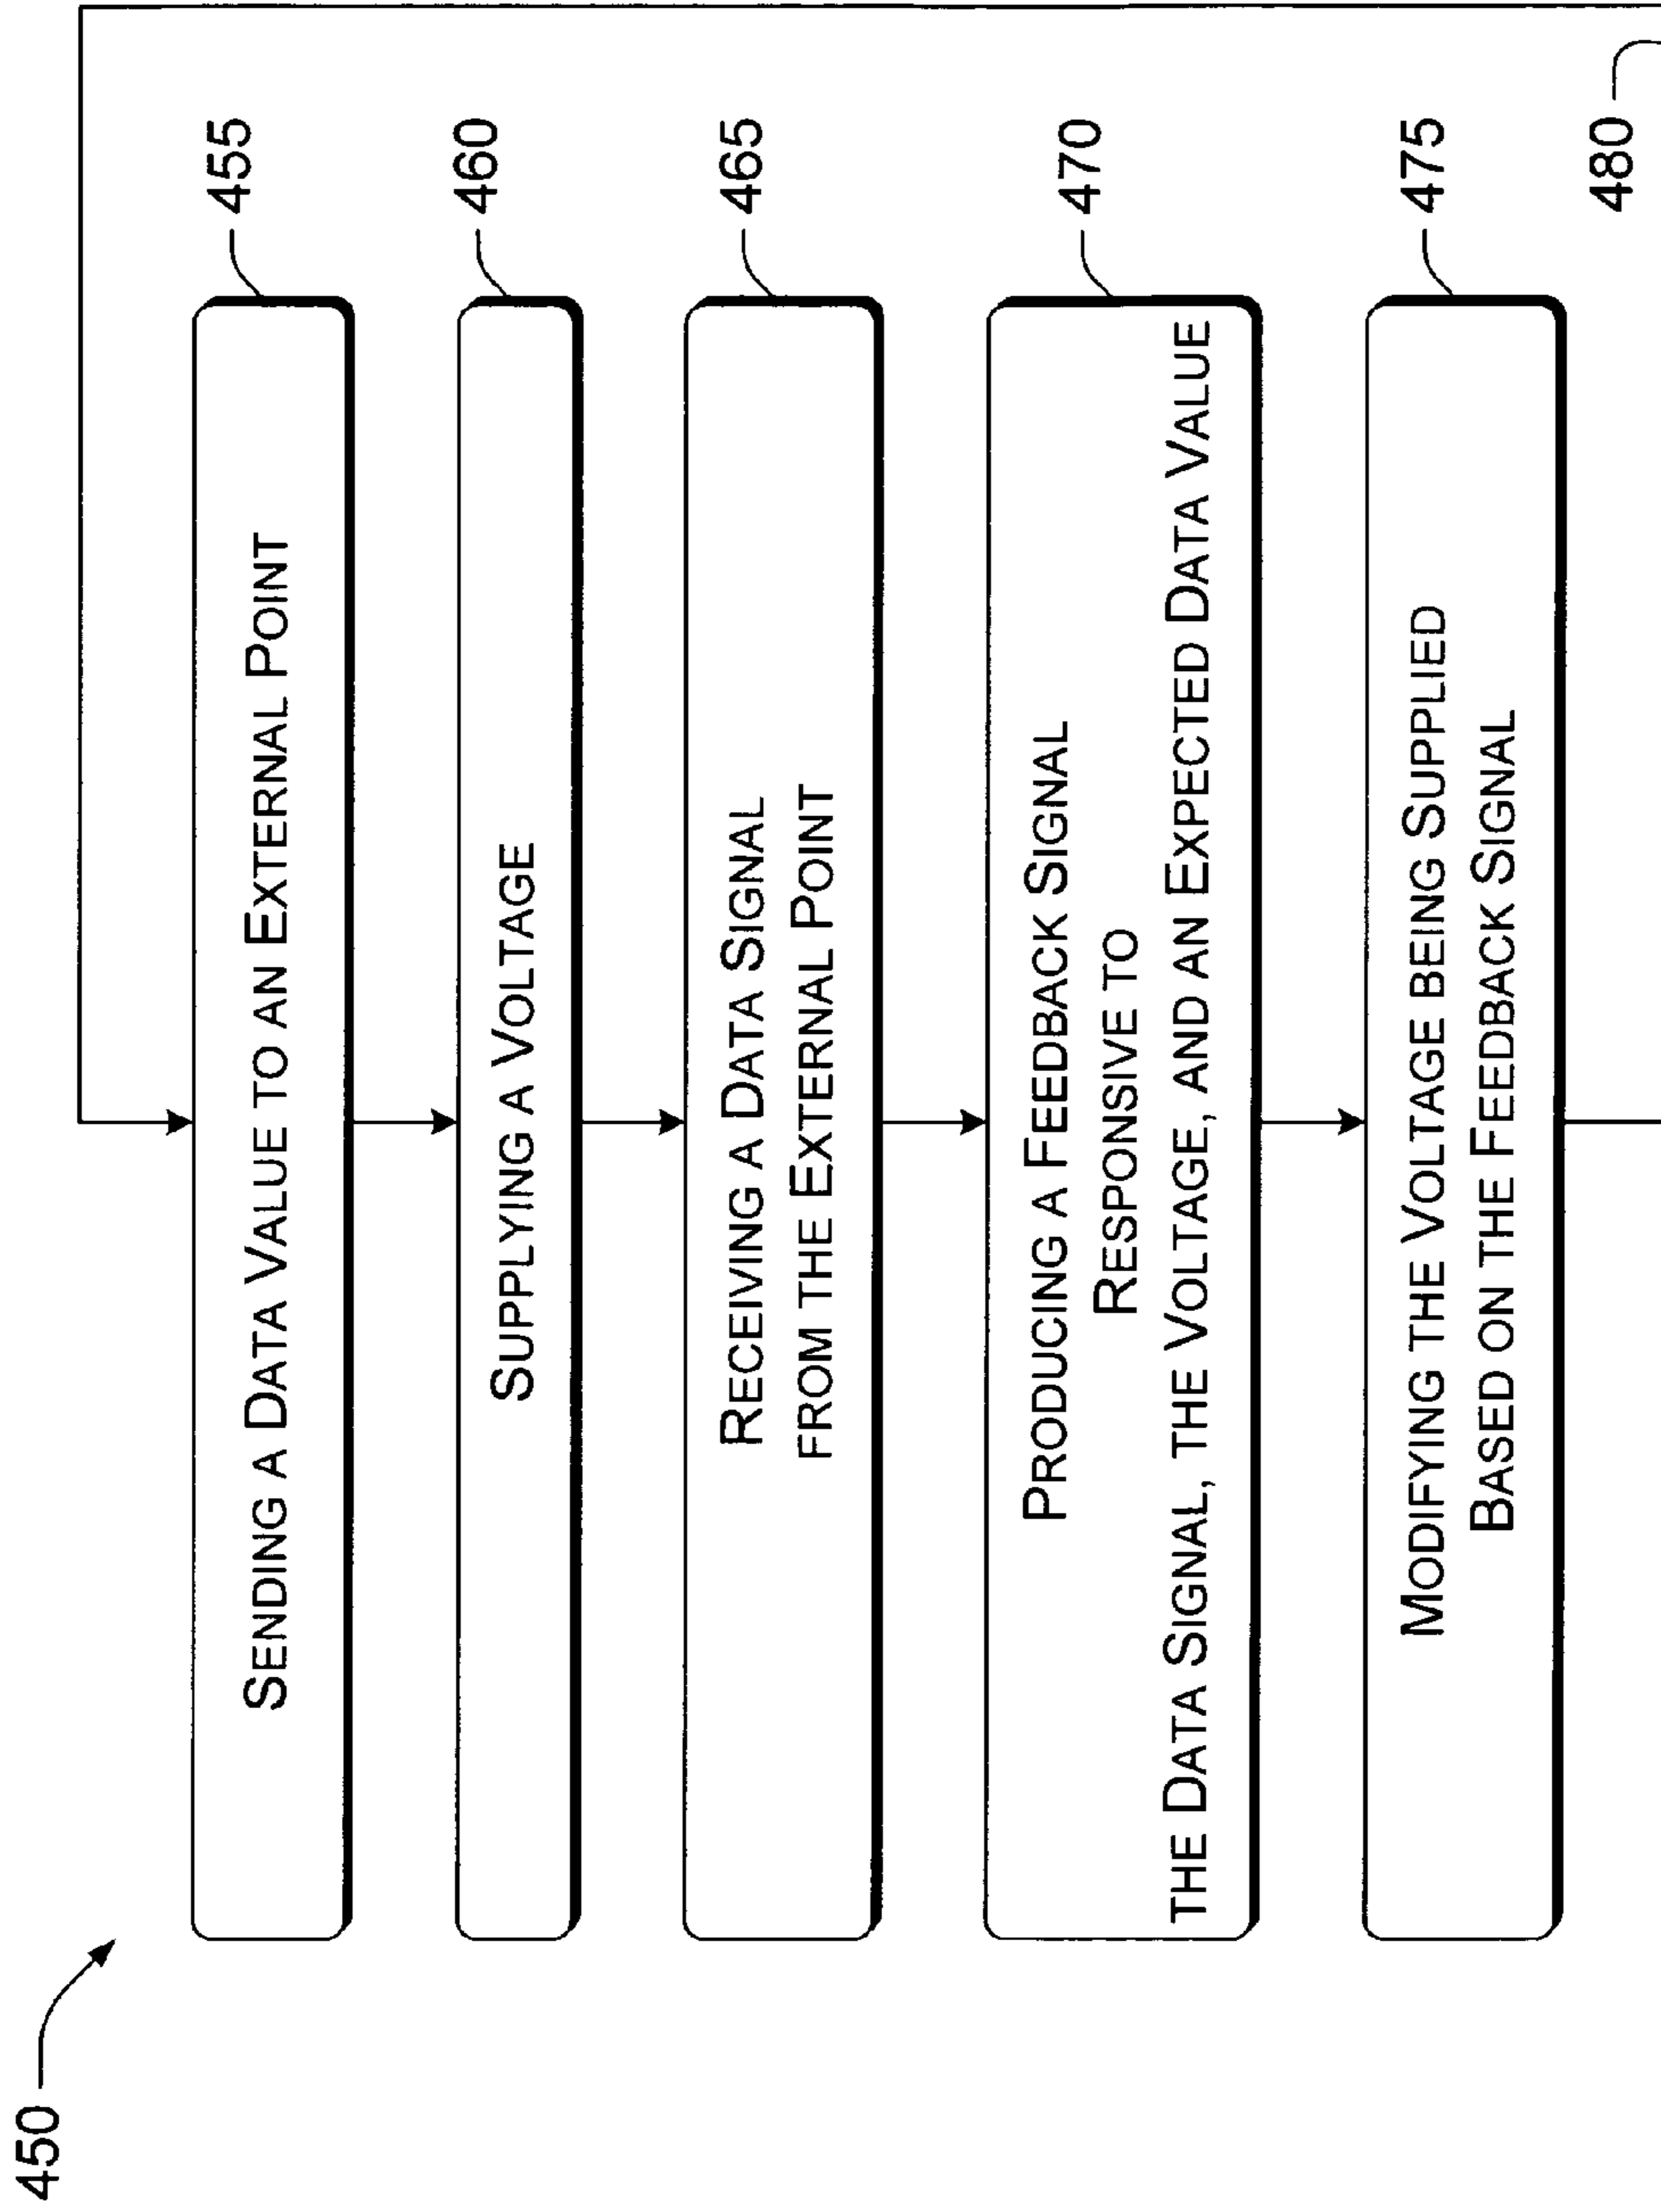 450
SENDING A DATA VALUE TO AN EXTERNAL POINT
455
SUPPLYING A VOLTAGE
460
RECEIVING A DATA SIGNAL
FROM THE EXTERNAL POINT
465
PRODUCING A FEEDBACK SIGNAL
RESPONSIVE TO
THE DATA SIGNAL, THE VOLTAGE, AND AN EXPECTED DATA VALUE
470
MODIFYING THE VOLTAGE BEING SUPPLIED
BASED ON THE FEEDBACK SIGNAL
475
480